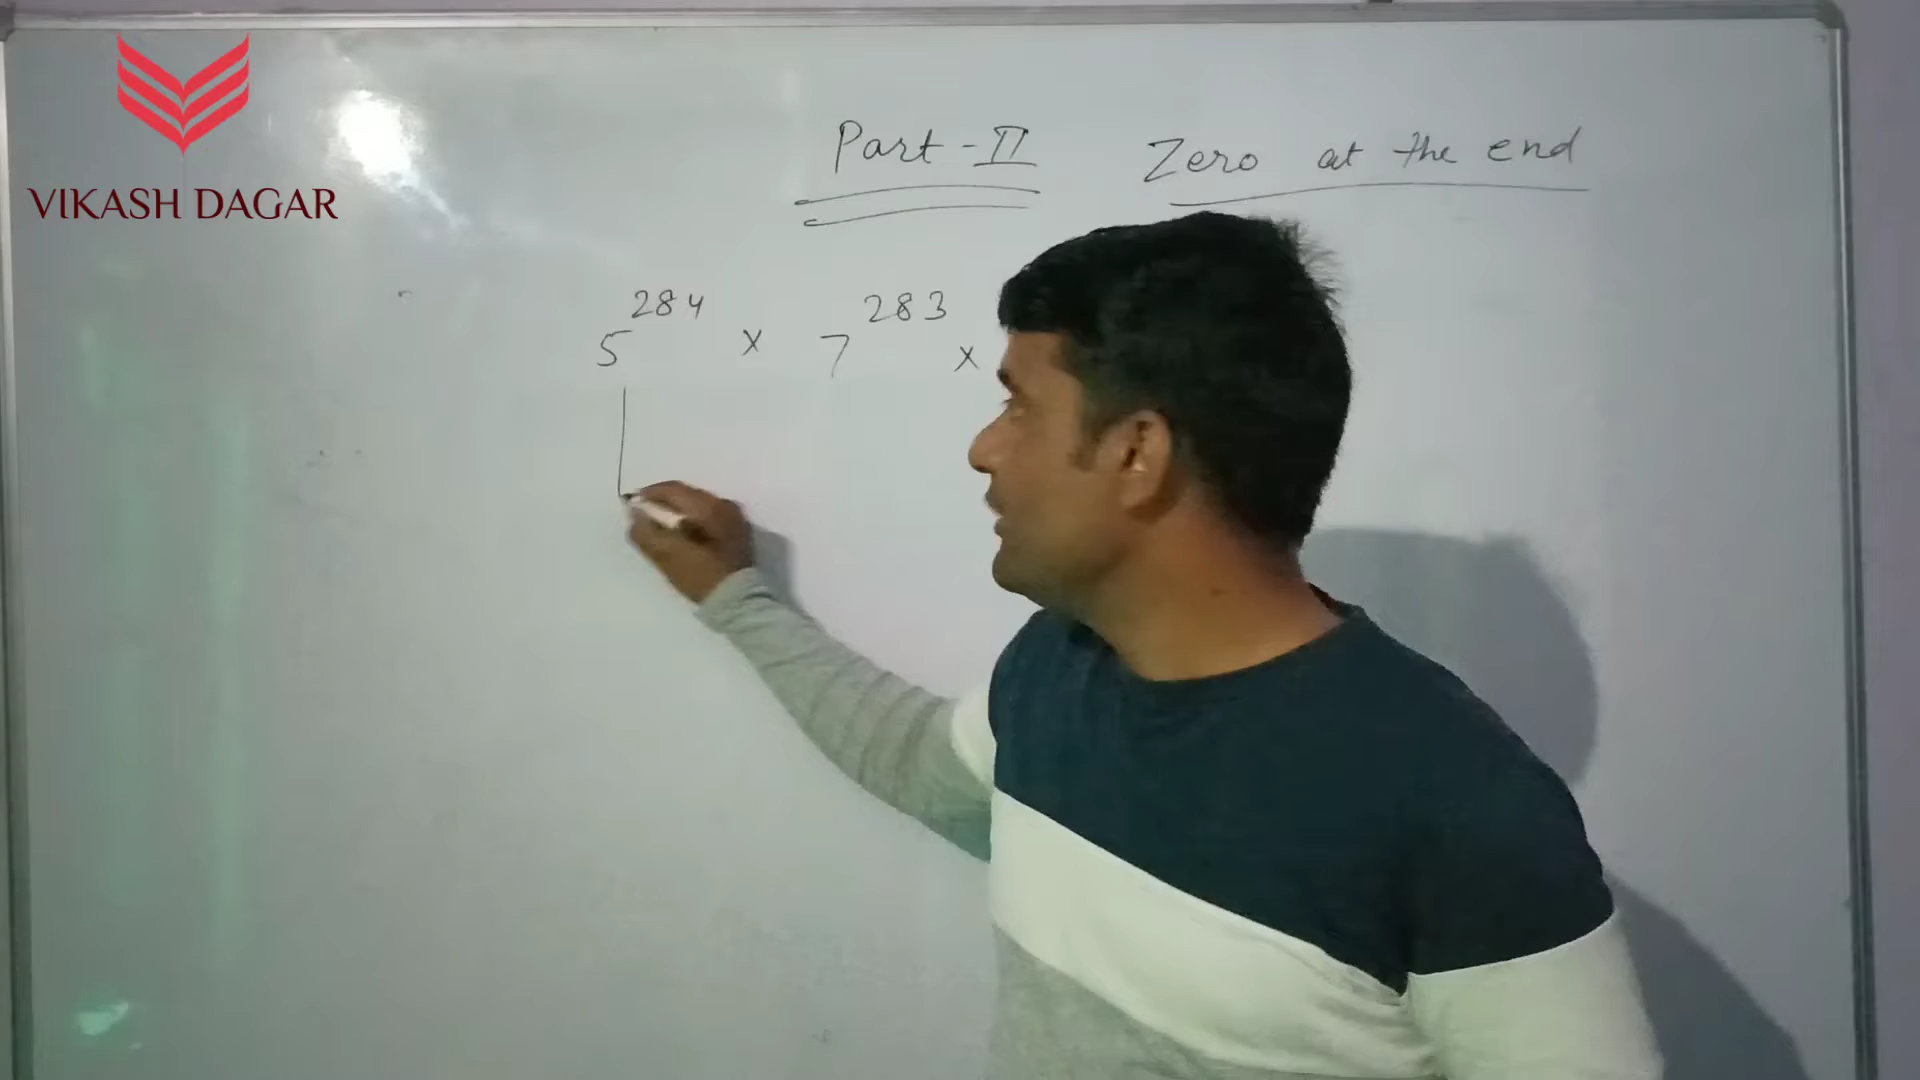 VIKASH DAGAR
Part-II Zero at the end
5^284 x 7^283 x